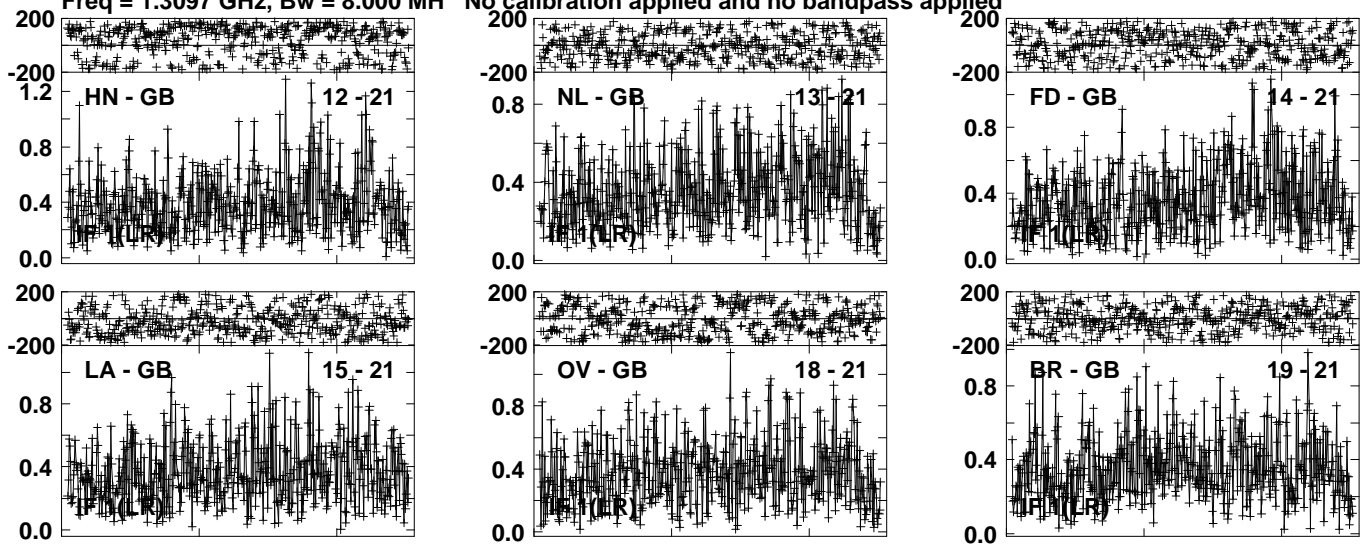 Freq = 1.3097 GHz, Bw = 8.000 MH No calibration applied and no bandpass applied
200
-200
HN - GB 12 - 21
1.2
0.8
0.4
0.0
IF 1(LR)
200
-200
NL - GB 13 - 21
0.8
0.4
0.0
IF 1(LR)
200
-200
FD - GB 14 - 21
0.8
0.4
0.0
IF 1(LR)
200
-200
LA - GB 15 - 21
0.8
0.4
0.0
IF 1(LR)
200
-200
OV - GB 18 - 21
0.8
0.4
0.0
IF 1(LR)
200
-200
BR - GB 19 - 21
0.8
0.4
0.0
IF 1(LR)